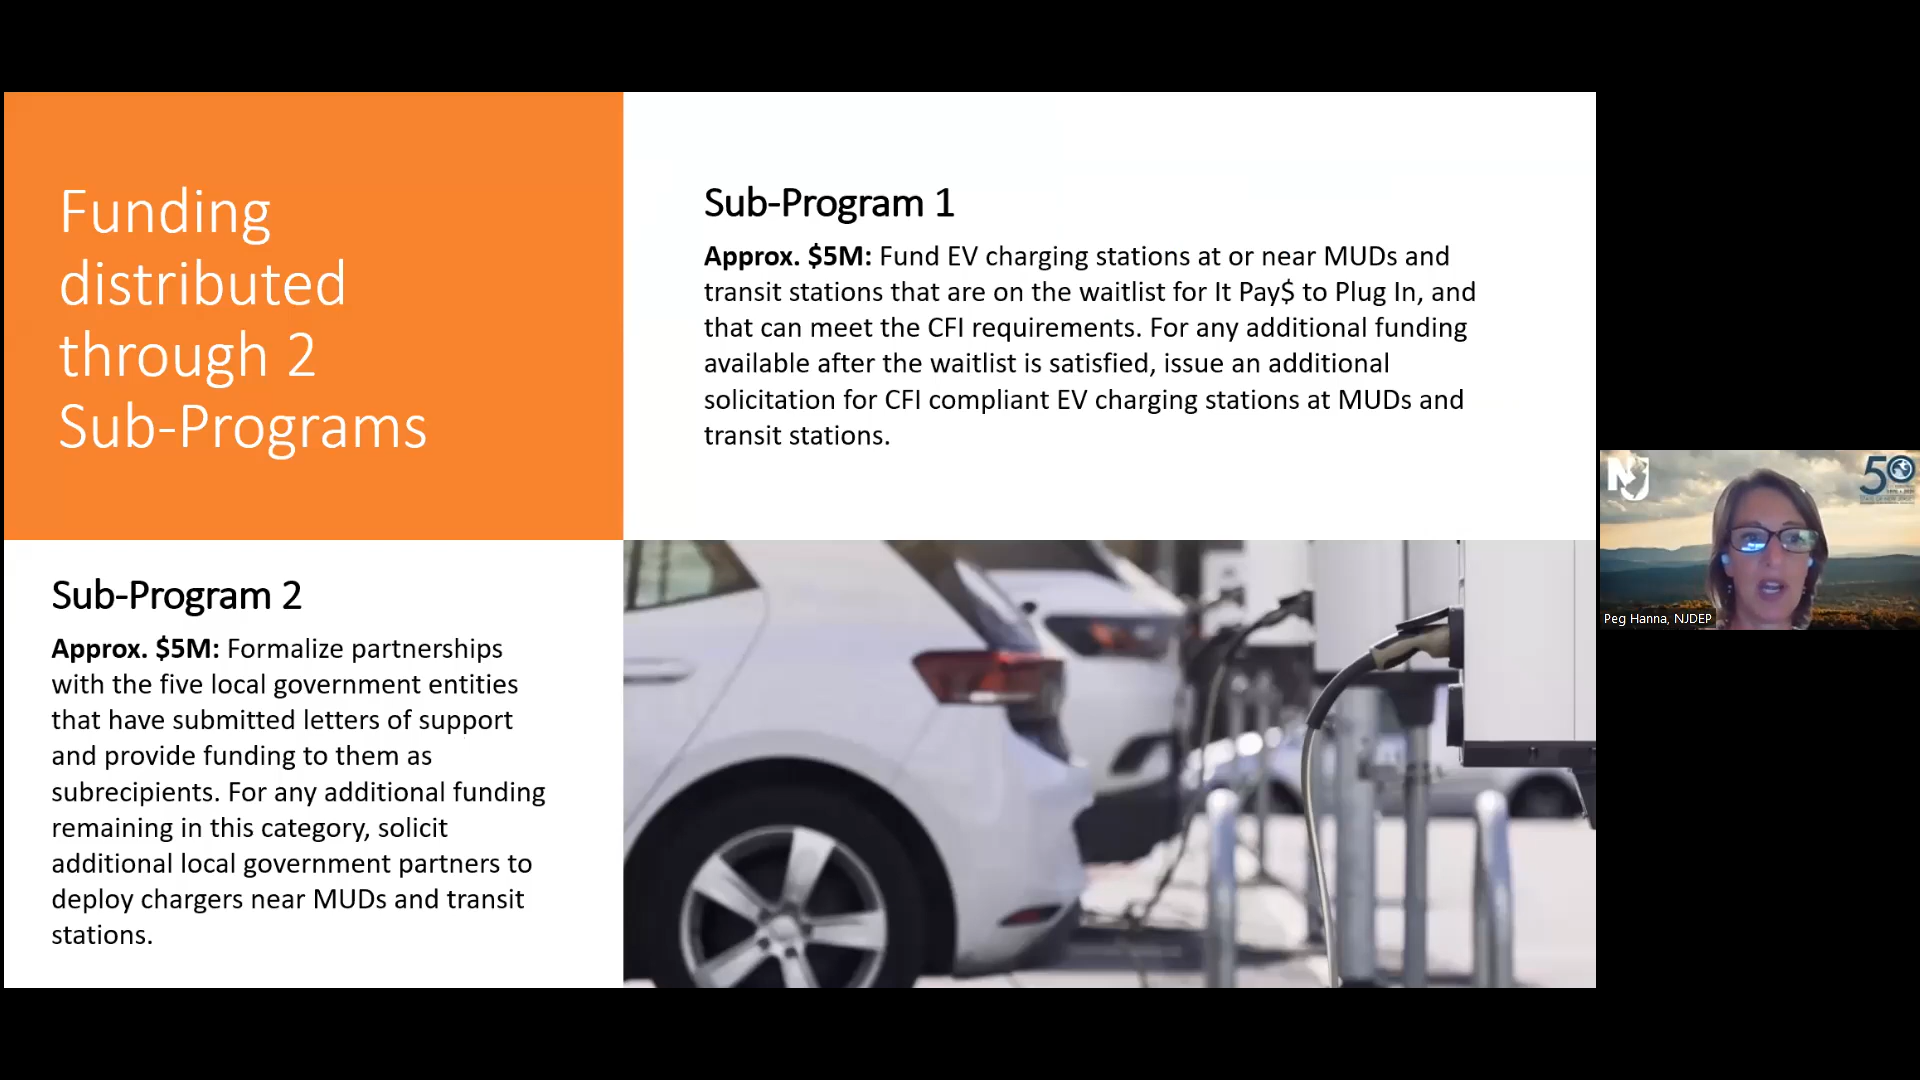 Funding
distributed
through 2
Sub-Programs
Sub-Program 1
Approx. $5M: Fund EV charging stations at or near MUDs and
transit stations that are on the waitlist for It Pay$ to Plug In, and
that can meet the CFI requirements. For any additional funding
available after the waitlist is satisfied, issue an additional
solicitation for CFI compliant EV charging stations at MUDs and
transit stations.
Sub-Program 2
Approx. $5M: Formalize partnerships
with the five local government entities
that have submitted letters of support
and provide funding to them as
subrecipients. For any additional funding
remaining in this category, solicit
additional local government partners to
deploy chargers near MUDs and transit
stations.
NJ
50
Peg Hanna, NJDEP